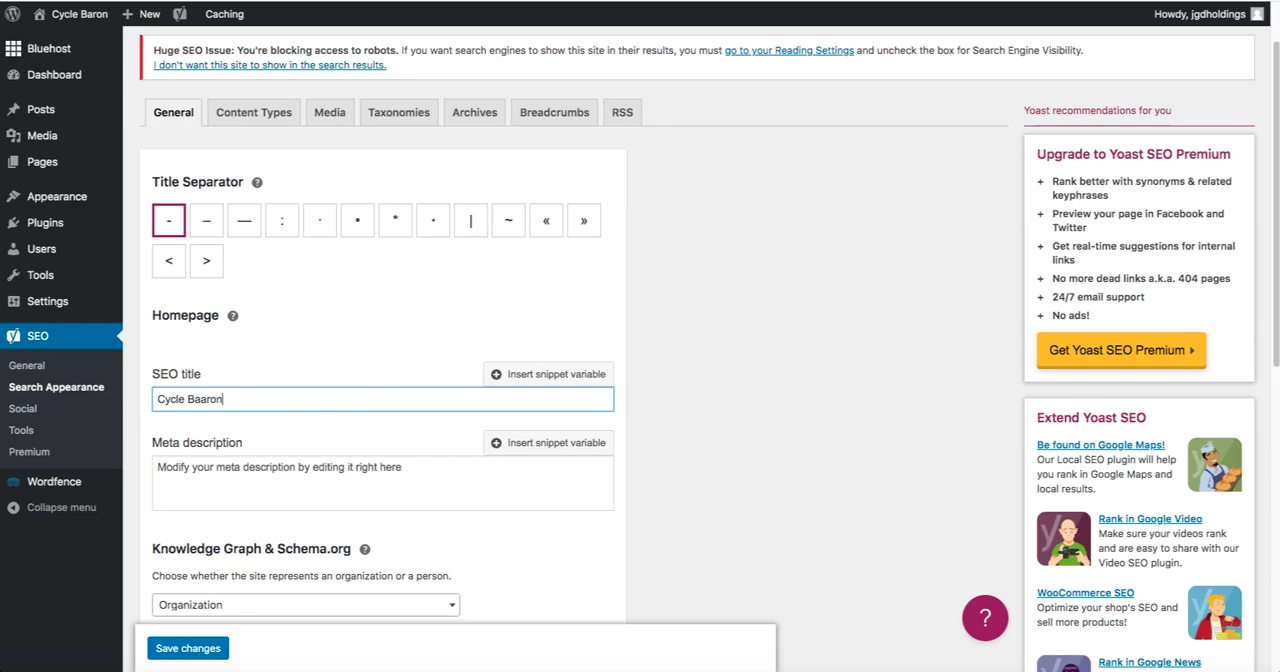 Cycle Baron
New
Caching
Howdy, jgdholdings
Bluehost
Dashboard
Posts
Media
Pages
Appearance
Plugins
Users
Tools
Settings
SEO
General
Search Appearance
Social
Tools
Premium
Wordfence
Collapse menu
Huge SEO Issue: You're blocking access to robots. If you want search engines to show this site in their results, you must go to your Reading Settings and uncheck the box for Search Engine Visibility.
I don't want this site to show in the search results.
General
Content Types
Media
Taxonomies
Archives
Breadcrumbs
RSS
Title Separator ?
- – — : · • * ⋆ | ~ « »
< >
Homepage ?
SEO title
Insert snippet variable
Cycle Baaron
Meta description
Insert snippet variable
Modify your meta description by editing it right here
Knowledge Graph & Schema.org ?
Choose whether the site represents an organization or a person.
Organization
Save changes
?
Yoast recommendations for you
Upgrade to Yoast SEO Premium
+ Rank better with synonyms & related
keyphrases
+ Preview your page in Facebook and
Twitter
+ Get real-time suggestions for internal
links
+ No more dead links a.k.a. 404 pages
+ 24/7 email support
+ No ads!
Get Yoast SEO Premium
Extend Yoast SEO
Be found on Google Maps!
Our Local SEO plugin will help
you rank in Google Maps and
local results.
Rank in Google Video
Make sure your videos rank
and are easy to share with our
Video SEO plugin.
WooCommerce SEO
Optimize your shop's SEO and
sell more products!
Rank in Google News